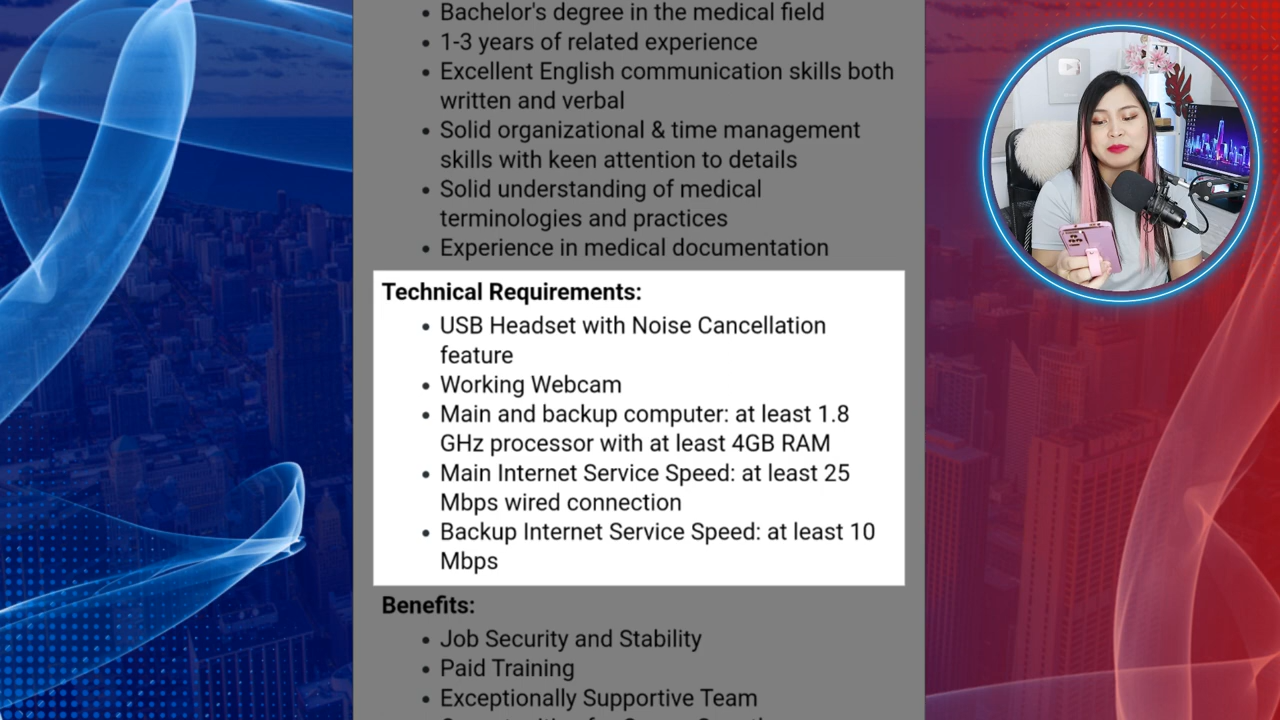 Bachelor's degree in the medical field
1-3 years of related experience
Excellent English communication skills both
written and verbal
Solid organizational & time management
skills with keen attention to details
Solid understanding of medical
terminologies and practices
Experience in medical documentation
Technical Requirements:
USB Headset with Noise Cancellation
feature
Working Webcam
Main and backup computer: at least 1.8
GHz processor with at least 4GB RAM
Main Internet Service Speed: at least 25
Mbps wired connection
Backup Internet Service Speed: at least 10
Mbps
Benefits:
Job Security and Stability
Paid Training
Exceptionally Supportive Team